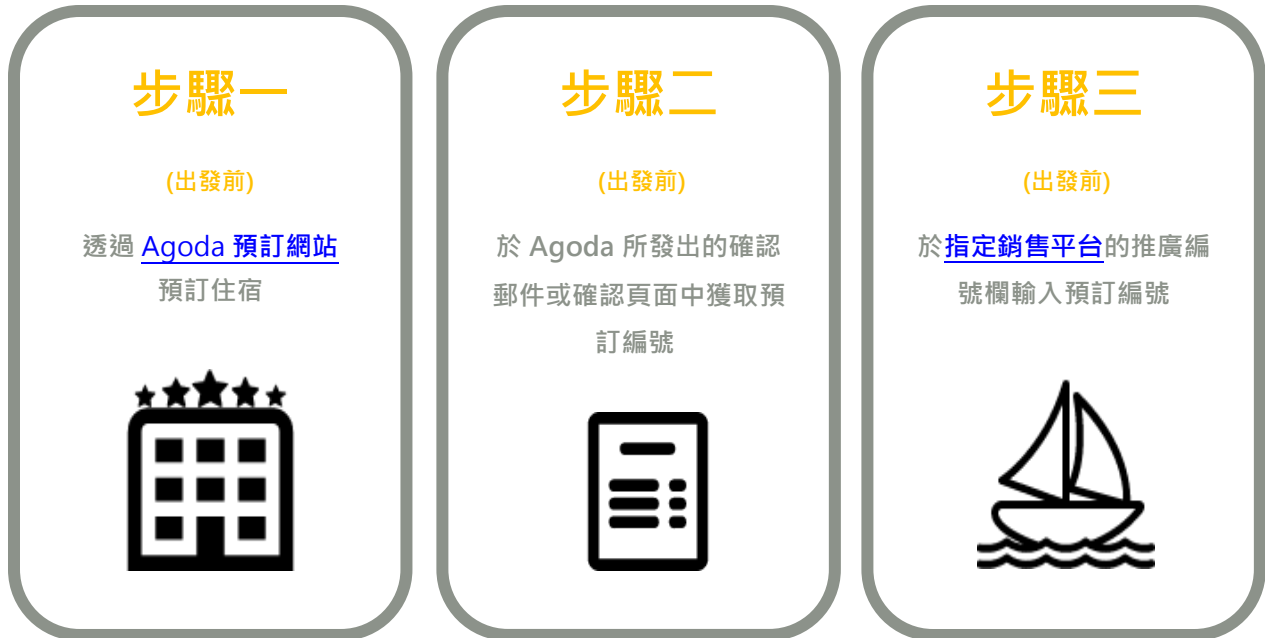 步驟一
(出發前)
透過 Agoda 預訂網站
預訂住宿
步驟二
(出發前)
於 Agoda 所發出的確認
郵件或確認頁面中獲取預
訂編號
步驟三
(出發前)
於指定銷售平台的推廣編
號欄輸入預訂編號